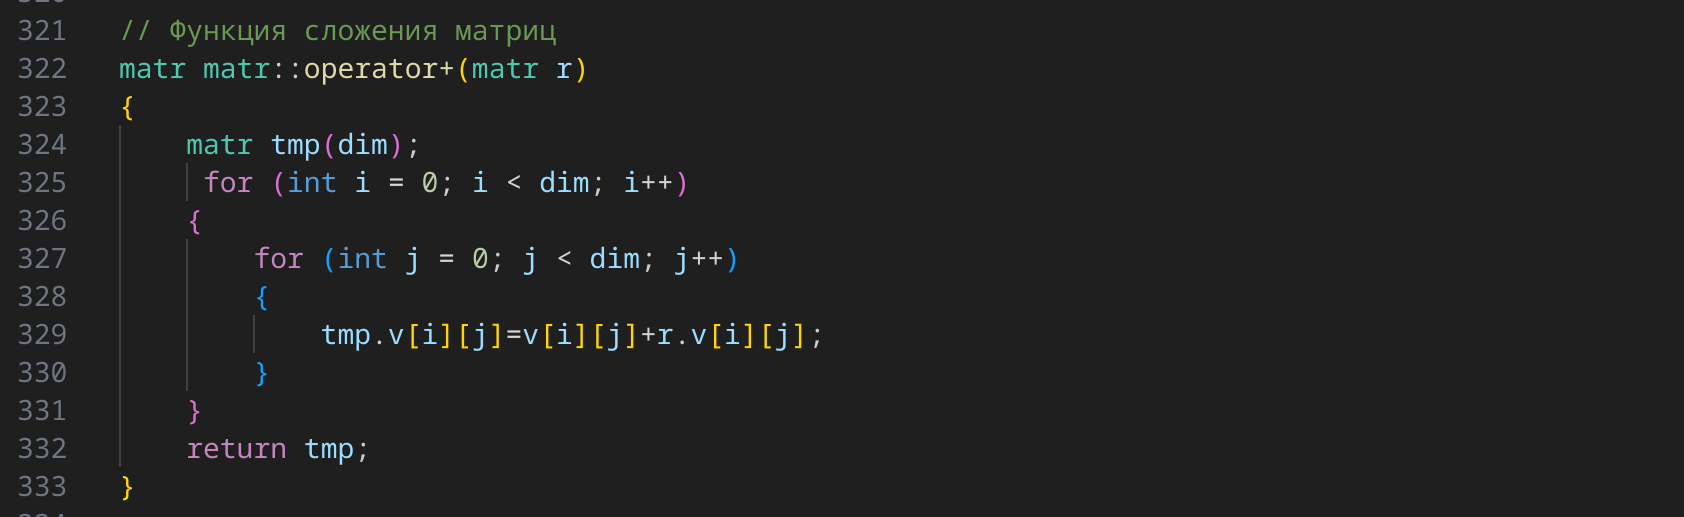 321 // Функция сложения матриц
322 matr matr::operator+(matr r)
323 {
324     matr tmp(dim);
325      for (int i = 0; i < dim; i++)
326     {
327         for (int j = 0; j < dim; j++)
328         {
329             tmp.v[i][j]=v[i][j]+r.v[i][j];
330         }
331     }
332     return tmp;
333 }